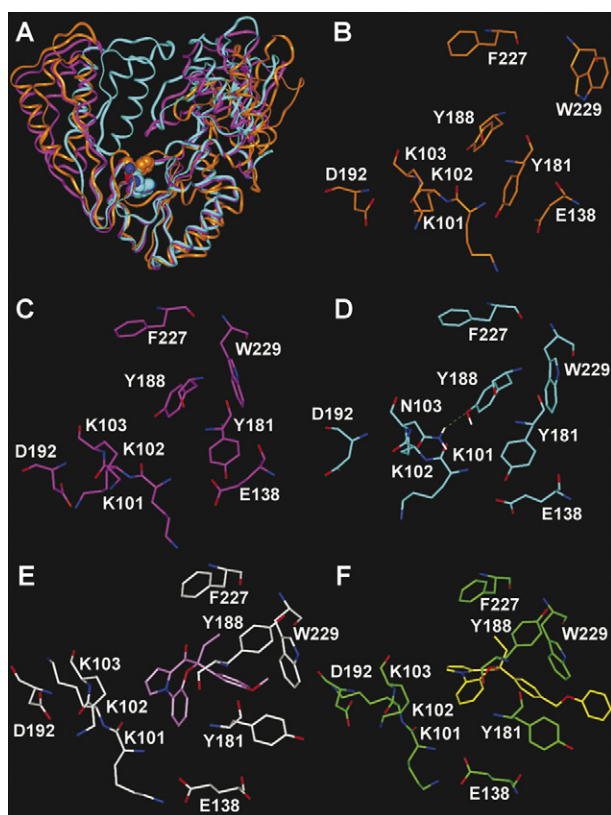 A
B
F227
W229
Y188
K103
K102
Y181
D192
K101
E138
C
D
F227
W229
F227
W229
Y188
Y188
K103
N103
D192
K102
Y181
D192
K101
Y181
K101
E138
K102
E138
E
F
F227
F227
Y188
W229
Y188
W229
K103
D192
K103
K102
K102
D192
K101
Y181
K101
Y181
E138
E138